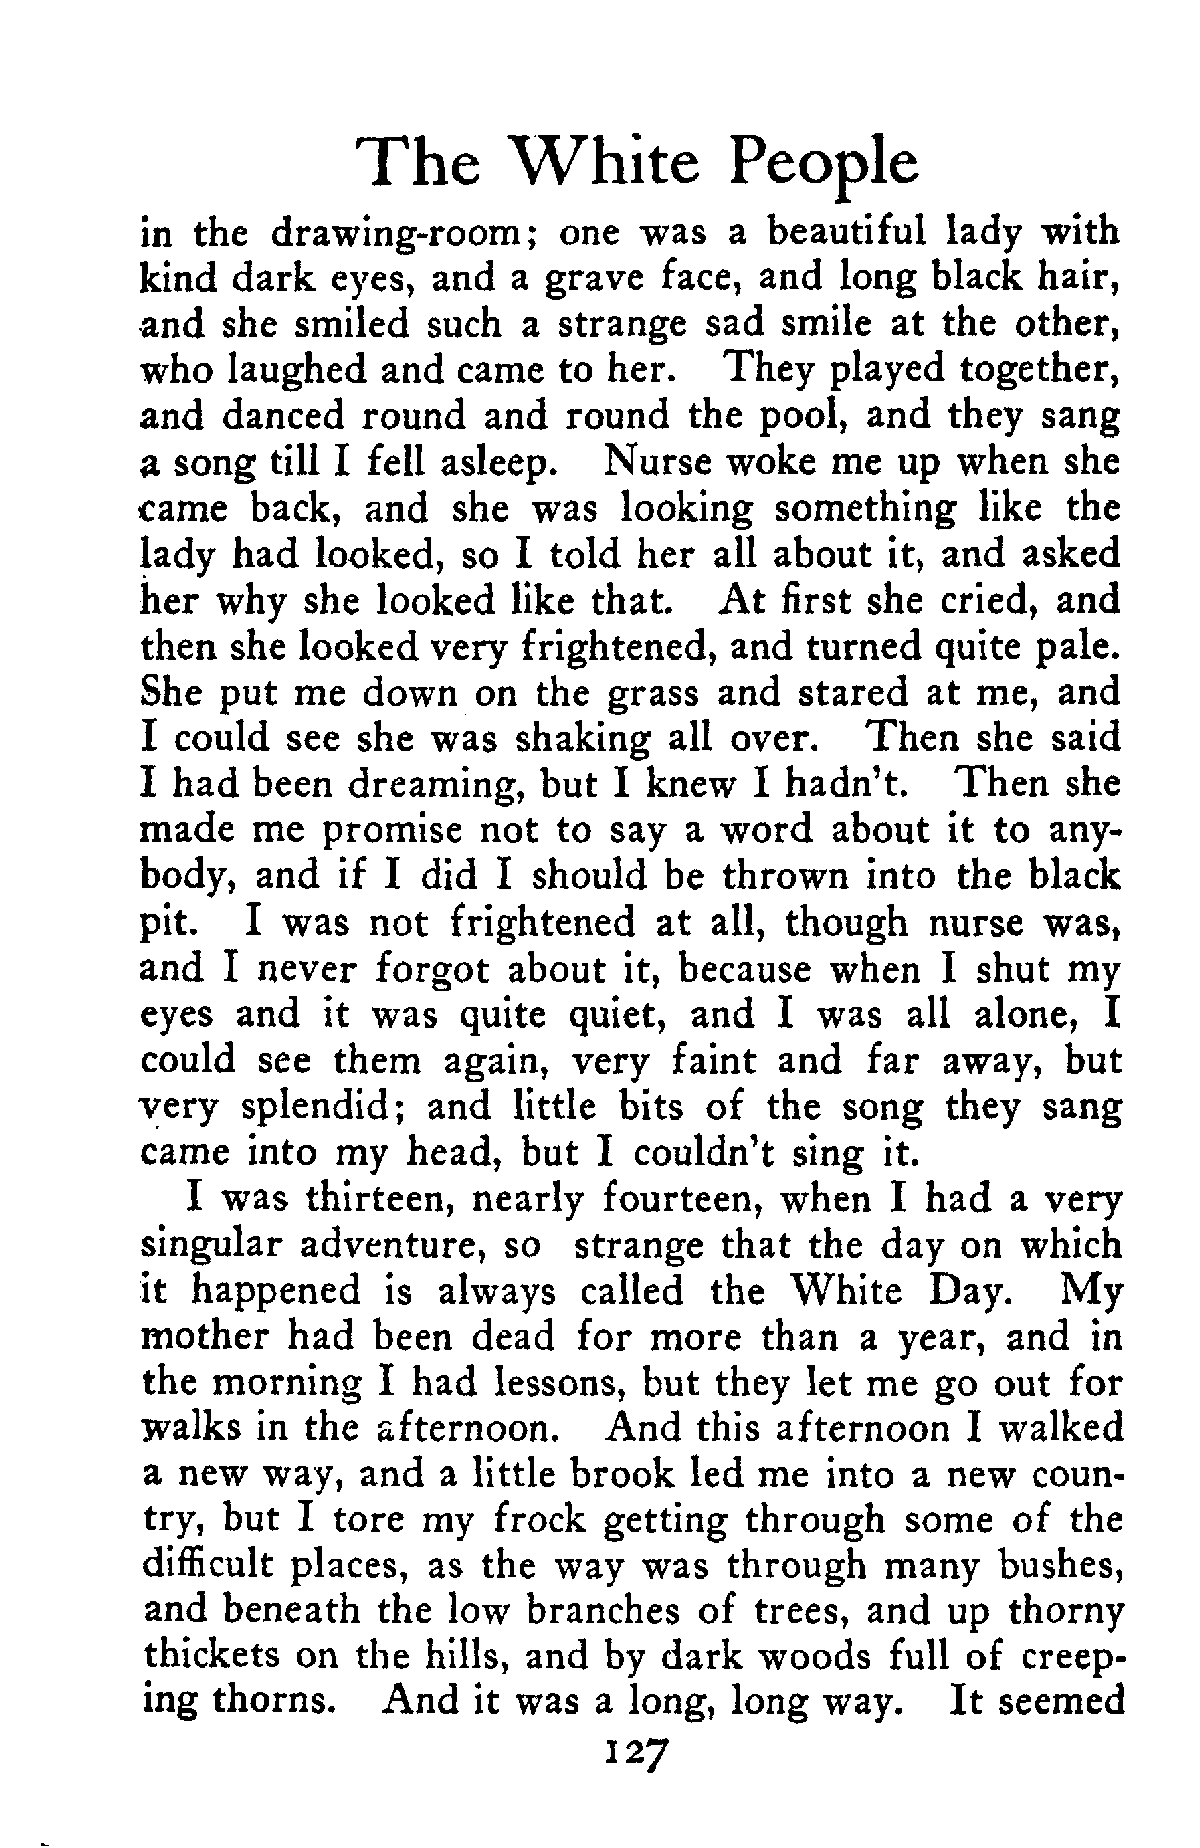 The White People
in the drawing-room; one was a beautiful lady with
kind dark eyes, and a grave face, and long black hair,
and she smiled such a strange sad smile at the other,
who laughed and came to her. They played together,
and danced round and round the pool, and they sang
a song till I fell asleep. Nurse woke me up when she
came back, and she was looking something like the
lady had looked, so I told her all about it, and asked
her why she looked like that. At first she cried, and
then she looked very frightened, and turned quite pale.
She put me down on the grass and stared at me, and
I could see she was shaking all over. Then she said
I had been dreaming, but I knew I hadn't. Then she
made me promise not to say a word about it to any-
body, and if I did I should be thrown into the black
pit. I was not frightened at all, though nurse was,
and I never forgot about it, because when I shut my
eyes and it was quite quiet, and I was all alone, I
could see them again, very faint and far away, but
very splendid; and little bits of the song they sang
came into my head, but I couldn't sing it.
I was thirteen, nearly fourteen, when I had a very
singular adventure, so strange that the day on which
it happened is always called the White Day. My
mother had been dead for more than a year, and in
the morning I had lessons, but they let me go out for
walks in the afternoon. And this afternoon I walked
a new way, and a little brook led me into a new coun-
try, but I tore my frock getting through some of the
difficult places, as the way was through many bushes,
and beneath the low branches of trees, and up thorny
thickets on the hills, and by dark woods full of creep-
ing thorns. And it was a long, long way. It seemed
127